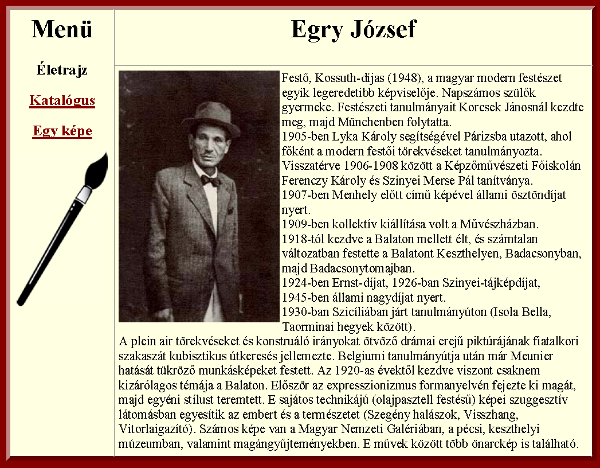 Menü
Életrajz
Katalógus
Egy képe
Egry József
Festő, Kossuth-díjas (1948), a magyar modern festészet
egyik legeredetibb képviselője. Napszámos szülők
gyermeke. Festészeti tanulmányait Korcsek Jánosnál kezdte
meg, majd Münchenben folytatta.
1905-ben Lyka Károly segítségével Párizsba utazott, ahol
főként a modern festői törekvéseket tanulmányozta.
Visszatérve 1906-1908 között a Képzőművészeti Főiskolán
Ferenczy Károly és Szinyei Merse Pál tanítványa.
1907-ben Menhely előtt című képével állami ösztöndíjat
nyert.
1909-ben kollektív kiállítása volt a Művészházban.
1918-tól kezdve a Balaton mellett élt, és számtalan
változatban festette a Balatont Keszthelyen, Badacsonyban,
majd Badacsonytomajban.
1924-ben Ernst-díjat, 1926-ban Szinyei-tájképdíjat,
1945-ben állami nagydíjat nyert.
1930-ban Szicíliában járt tanulmányúton (Isola Bella,
Taorminai hegyek között).
A plein air törekvéseket és konstruáló irányokat ötvöző drámai erejű piktúrájának fiatalkori
szakaszát kubisztikus útkeresés jellemezte. Belgiumi tanulmányútja után már Meunier
hatását tükröző munkásképeket festett. Az 1920-as évektől kezdve viszont csaknem
kizárólagos témája a Balaton. Először az expresszionizmus formanyelvén fejezte ki magát,
majd egyéni stílust teremtett. E sajátos technikájú (olajpasztell festésű) képei szuggesztív
látomásban egyesítik az embert és a természetet (Szegény halászok, Visszhang,
Vitorlaigazító). Számos képe van a Magyar Nemzeti Galériában, a pécsi, keszthelyi
múzeumban, valamint magángyűjteményekben. E művek között több önarckép is található.